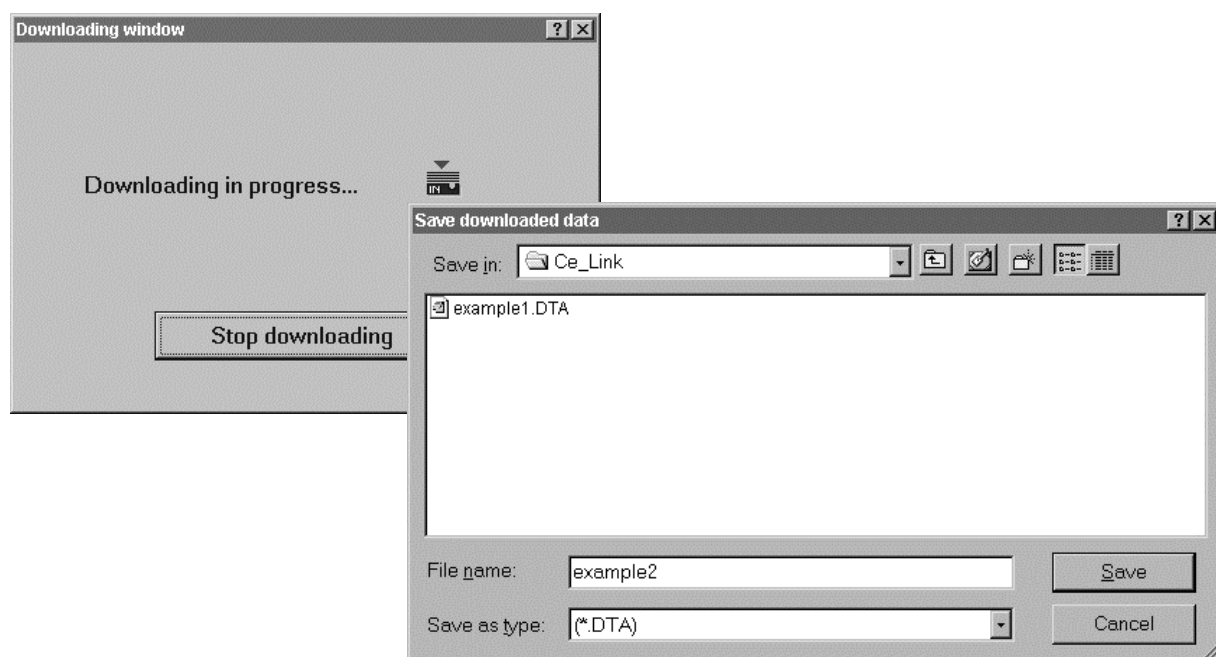 Downloading window
Downloading in progress...
IN
Stop downloading
Save downloaded data
Save in: Ce_Link
example1.DTA
File name: example2
Save
Save as type: (*.DTA)
Cancel